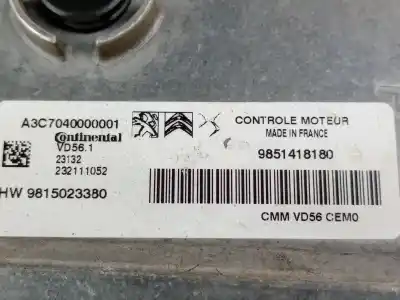 A3C7040000001
Continental
VD56.1
23132
232111052
HW 9815023380
CONTROLE MOTEUR
MADE IN FRANCE
9851418180
CMM VD56 CEM0